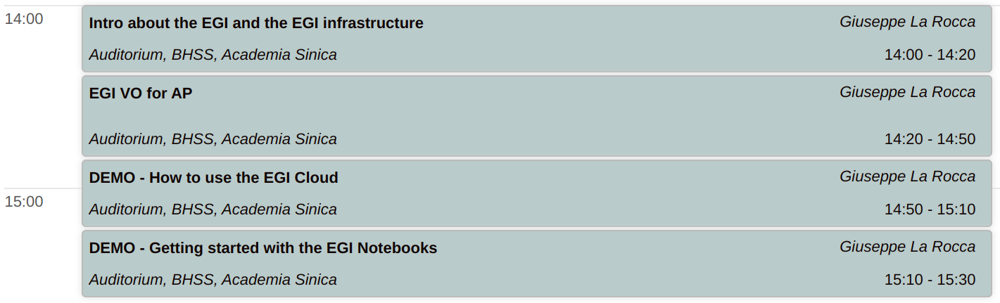 14:00
Intro about the EGI and the EGI infrastructure Giuseppe La Rocca
Auditorium, BHSS, Academia Sinica 14:00 - 14:20
EGI VO for AP Giuseppe La Rocca
Auditorium, BHSS, Academia Sinica 14:20 - 14:50
DEMO - How to use the EGI Cloud Giuseppe La Rocca
15:00
Auditorium, BHSS, Academia Sinica 14:50 - 15:10
DEMO - Getting started with the EGI Notebooks Giuseppe La Rocca
Auditorium, BHSS, Academia Sinica 15:10 - 15:30